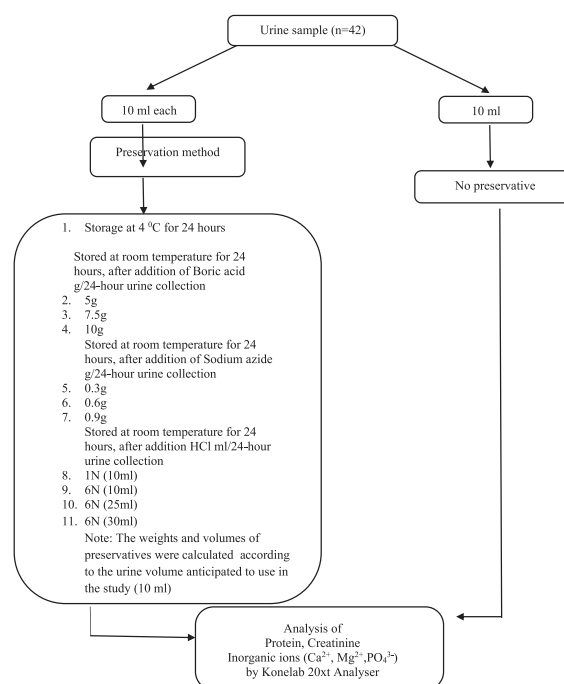 Urine sample (n=42)
10 ml each
10 ml
Preservation method
No preservative
1. Storage at 4 ⁰C for 24 hours
Stored at room temperature for 24
hours, after addition of Boric acid
g/24-hour urine collection
2. 5g
3. 7.5g
4. 10g
Stored at room temperature for 24
hours, after addition of Sodium azide
g/24-hour urine collection
5. 0.3g
6. 0.6g
7. 0.9g
Stored at room temperature for 24
hours, after addition HCl ml/24-hour
urine collection
8. 1N (10ml)
9. 6N (10ml)
10. 6N (25ml)
11. 6N (30ml)
Note: The weights and volumes of
preservatives were calculated according
to the urine volume anticipated to use in
the study (10 ml)
Analysis of
Protein, Creatinine
Inorganic ions (Ca²⁺, Mg²⁺,PO₄³⁻)
by Konelab 20xt Analyser